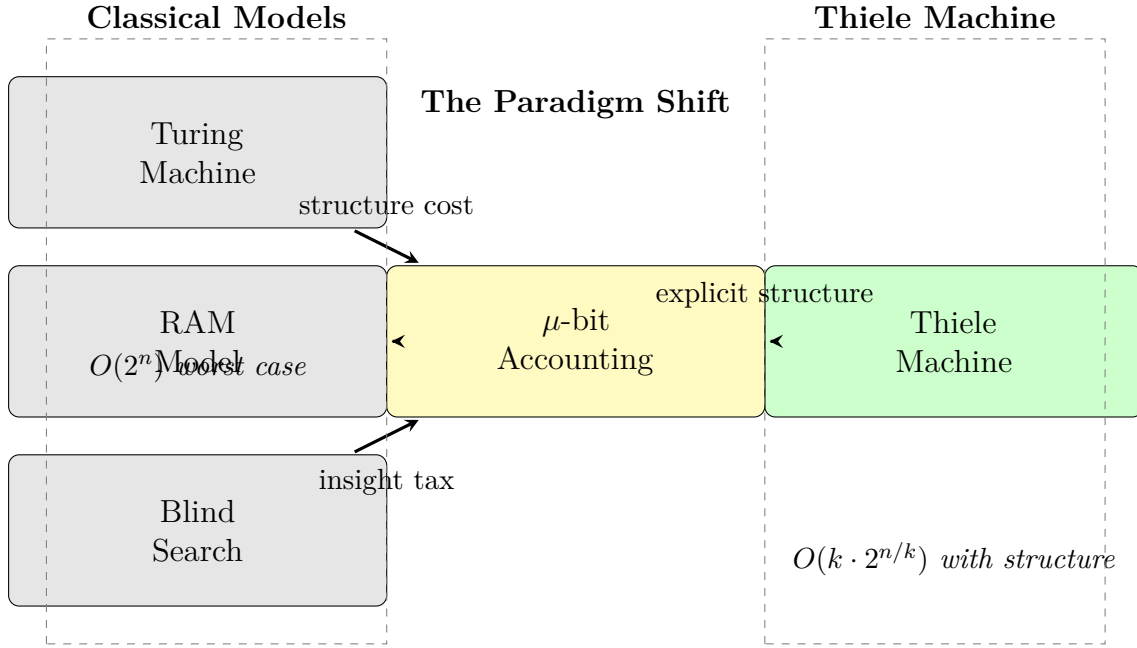 Classical Models
Thiele Machine
The Paradigm Shift
Turing
Machine
structure cost
RAM
Model
O(2ⁿ) worst case
μ-bit
Accounting
explicit structure
Thiele
Machine
insight tax
Blind
Search
O(k · 2^{n/k}) with structure